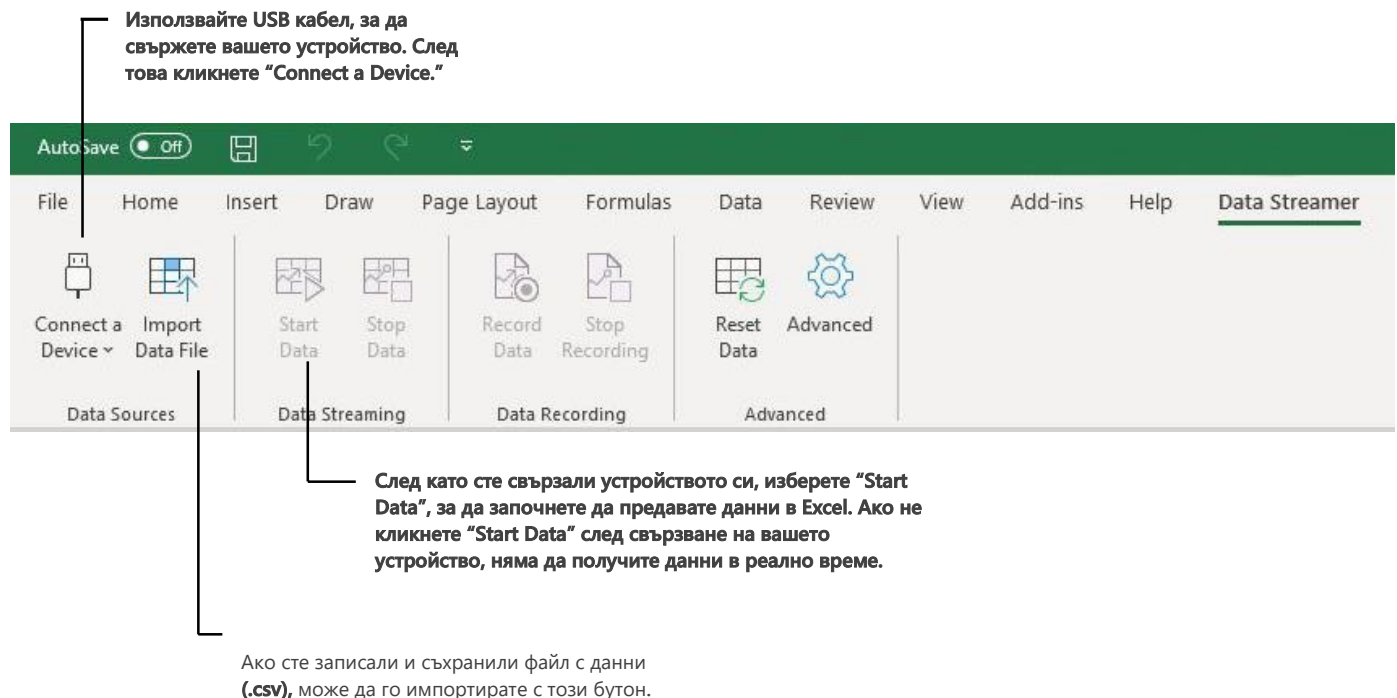 Използвайте USB кабел, за да
свържете вашето устройство. След
това кликнете “Connect a Device.”
AutoSave Off
File Home Insert Draw Page Layout Formulas Data Review View Add-ins Help Data Streamer
Connect a Device
Import Data File
Start Data
Stop Data
Record Data
Stop Recording
Reset Data
Advanced
Data Sources Data Streaming Data Recording Advanced
След като сте свързали устройството си, изберете “Start
Data”, за да започнете да предавате данни в Excel. Ако не
кликнете “Start Data” след свързване на вашето
устройство, няма да получите данни в реално време.
Ако сте записали и съхранили файл с данни
(.csv), може да го импортирате с този бутон.